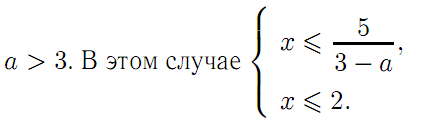 a > 3. В этом случае { x ⩽ 5/(3 − a),
x ⩽ 2.